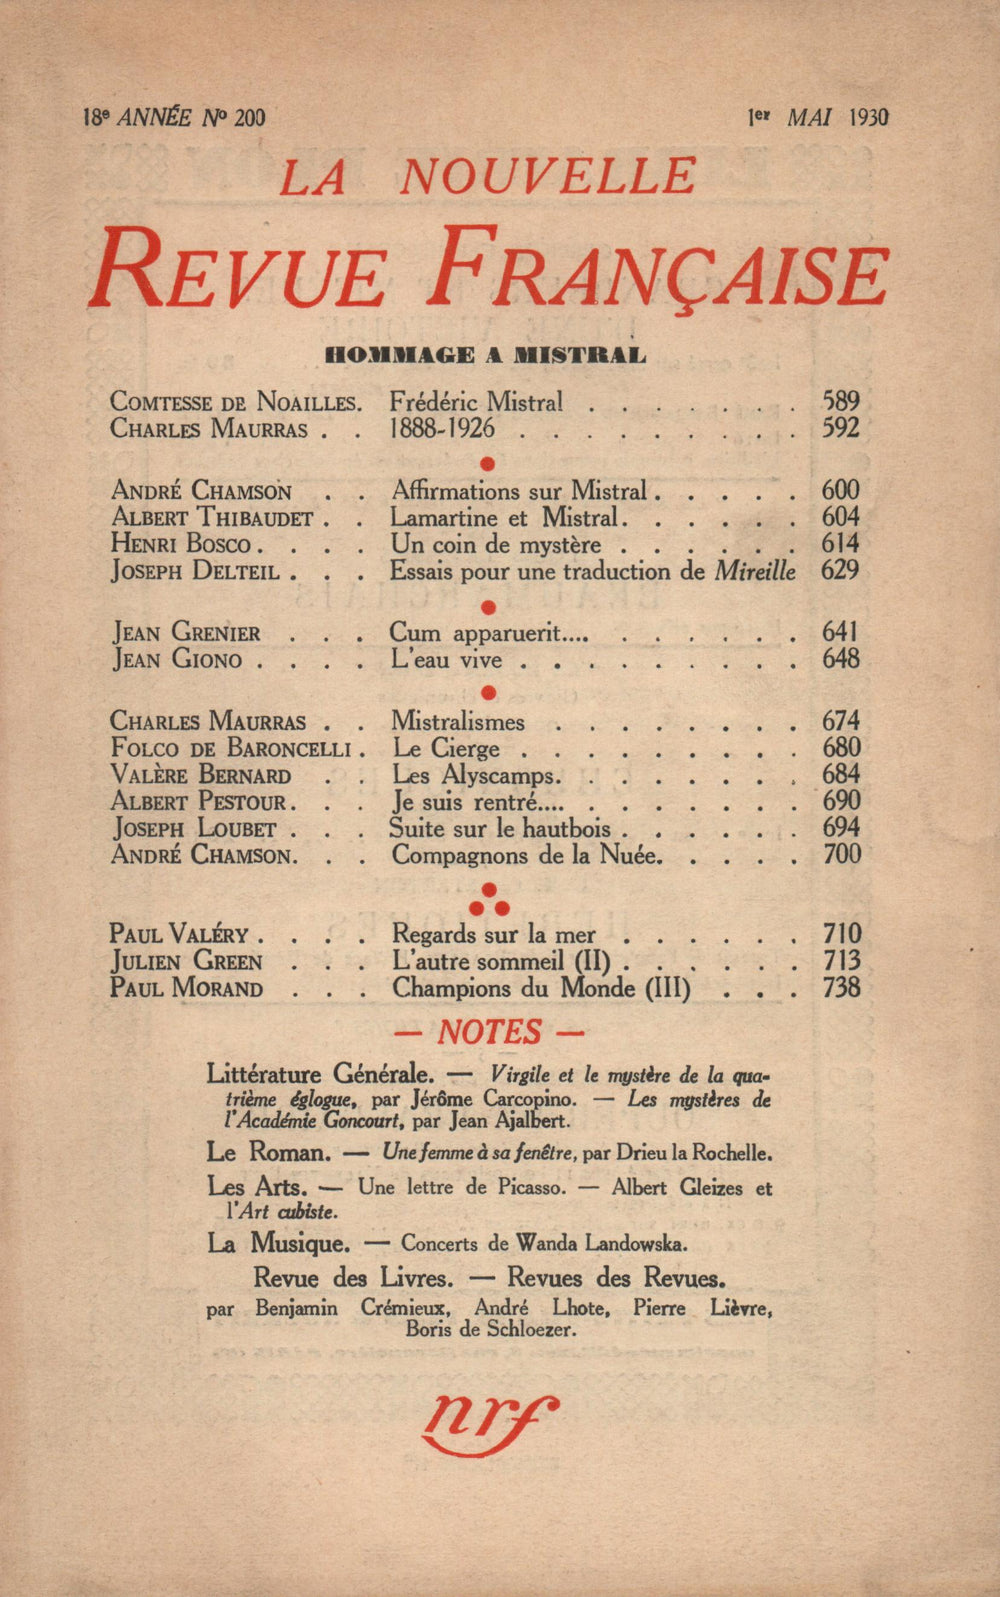 18e ANNÉE No 200 1er MAI 1930
LA NOUVELLE
REVUE FRANÇAISE
HOMMAGE A MISTRAL
COMTESSE DE NOAILLES. Frédéric Mistral . . . . . . . 589
CHARLES MAURRAS . . 1888-1926 . . . . . . . . . 592
ANDRÉ CHAMSON . . Affirmations sur Mistral . . . . . 600
ALBERT THIBAUDET . . Lamartine et Mistral. . . . . . 604
HENRI BOSCO . . . . Un coin de mystère . . . . . . 614
JOSEPH DELTEIL . . . Essais pour une traduction de Mireille 629
JEAN GRENIER . . . Cum apparuerit.... . . . . . . 641
JEAN GIONO . . . . L'eau vive . . . . . . . . . 648
CHARLES MAURRAS . . Mistralismes . . . . . . . . 674
FOLCO DE BARONCELLI . Le Cierge . . . . . . . . . 680
VALÈRE BERNARD . . Les Alyscamps. . . . . . . . 684
ALBERT PESTOUR . . . Je suis rentré.... . . . . . . . 690
JOSEPH LOUBET . . . Suite sur le hautbois . . . . . . 694
ANDRÉ CHAMSON. . . Compagnons de la Nuée. . . . . 700
PAUL VALÉRY . . . . Regards sur la mer . . . . . . 710
JULIEN GREEN . . . L'autre sommeil (II) . . . . . . 713
PAUL MORAND . . . Champions du Monde (III) . . . 738
— NOTES —
Littérature Générale. — Virgile et le mystère de la qua-
trième églogue, par Jérôme Carcopino. — Les mystères de
l'Académie Goncourt, par Jean Ajalbert.
Le Roman. — Une femme à sa fenêtre, par Drieu la Rochelle.
Les Arts. — Une lettre de Picasso. — Albert Gleizes et
l'Art cubiste.
La Musique. — Concerts de Wanda Landowska.
Revue des Livres. — Revues des Revues.
par Benjamin Crémieux, André Lhote, Pierre Lièvre,
Boris de Schloezer.
nrf